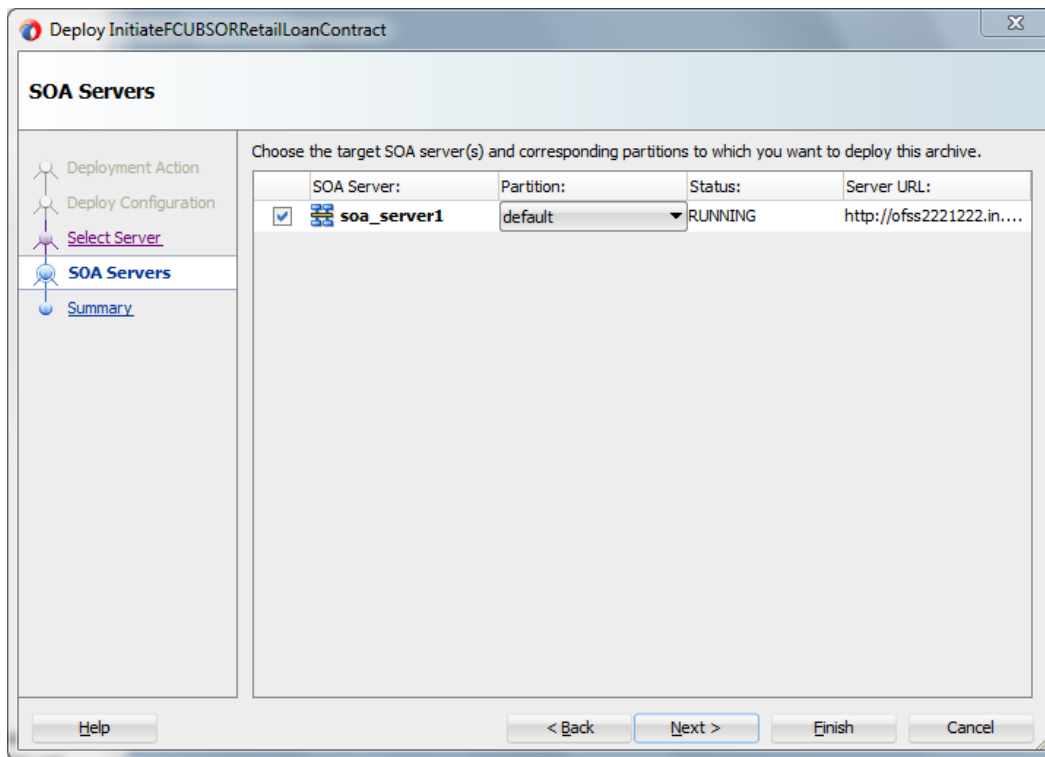 Deploy InitiateFCUBSORRetailLoanContract
SOA Servers
Deployment Action
Deploy Configuration
Select Server
SOA Servers
Summary
Choose the target SOA server(s) and corresponding partitions to which you want to deploy this archive.
SOA Server: Partition: Status: Server URL:
soa_server1 default RUNNING http://ofss2221222.in....
Help < Back Next > Finish Cancel